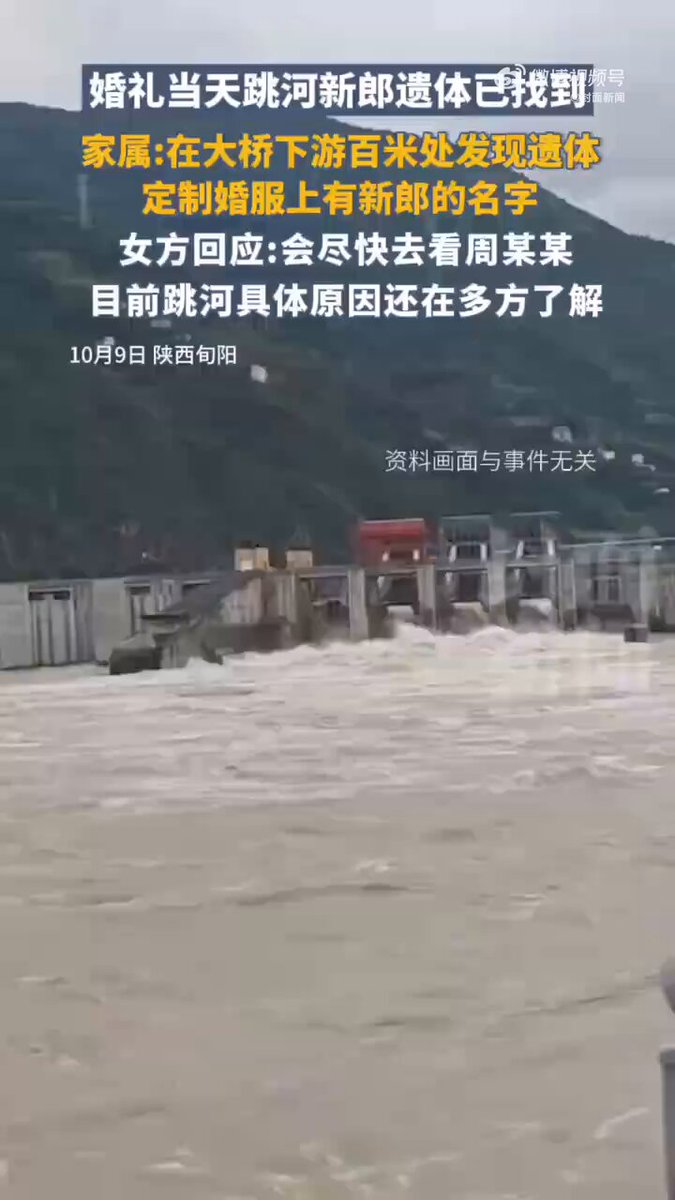 微博视频号
封面新闻
婚礼当天跳河新郎遗体已找到
家属:在大桥下游百米处发现遗体
定制婚服上有新郎的名字
女方回应:会尽快去看周某某
目前跳河具体原因还在多方了解
10月9日 陕西旬阳
资料画面与事件无关